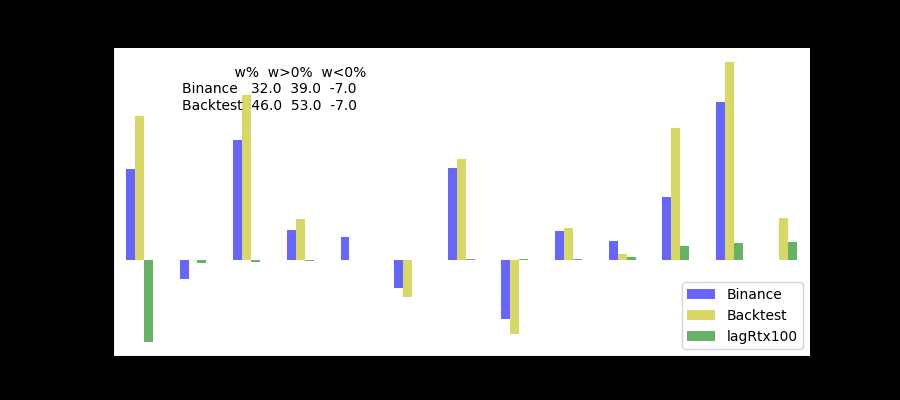 w% w>0% w<0%
Binance 32.0 39.0 -7.0
Backtest 46.0 53.0 -7.0
Binance
Backtest
lagRtx100